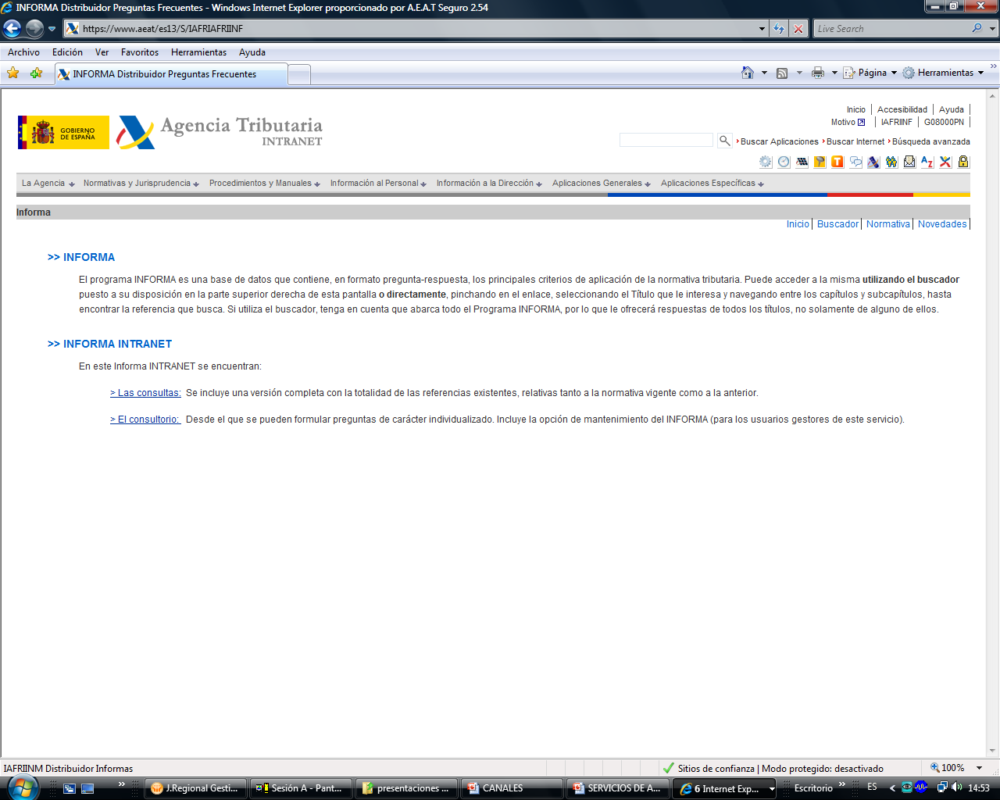 INFORMA Distribuidor Preguntas Frecuentes - Windows Internet Explorer proporcionado por A.E.A.T Seguro 2.54
https://www.aeat/es13/S/IAFRIAFRIINF
Live Search
Archivo Edición Ver Favoritos Herramientas Ayuda
INFORMA Distribuidor Preguntas Frecuentes
Página Herramientas
Inicio Accesibilidad Ayuda
Motivo IAFRIINF G08000PN
GOBIERNO DE ESPAÑA
Agencia Tributaria
INTRANET
Buscar Aplicaciones Buscar Internet Búsqueda avanzada
La Agencia Normativas y Jurisprudencia Procedimientos y Manuales Información al Personal Información a la Dirección Aplicaciones Generales Aplicaciones Específicas
Informa
Inicio Buscador Normativa Novedades
>> INFORMA
El programa INFORMA es una base de datos que contiene, en formato pregunta-respuesta, los principales criterios de aplicación de la normativa tributaria. Puede acceder a la misma utilizando el buscador
puesto a su disposición en la parte superior derecha de esta pantalla o directamente, pinchando en el enlace, seleccionando el Título que le interesa y navegando entre los capítulos y subcapítulos, hasta
encontrar la referencia que busca. Si utiliza el buscador, tenga en cuenta que abarca todo el Programa INFORMA, por lo que le ofrecerá respuestas de todos los títulos, no solamente de alguno de ellos.
>> INFORMA INTRANET
En este Informa INTRANET se encuentran:
> Las consultas: Se incluye una versión completa con la totalidad de las referencias existentes, relativas tanto a la normativa vigente como a la anterior.
> El consultorio: Desde el que se pueden formular preguntas de carácter individualizado. Incluye la opción de mantenimiento del INFORMA (para los usuarios gestores de este servicio).
IAFRIINM Distribuidor Informas
Sitios de confianza | Modo protegido: desactivado
100%
J.Regional Gesti... Sesión A - Pant... presentaciones ... CANALES SERVICIOS DE A... 6 Internet Exp... Escritorio ES 14:53